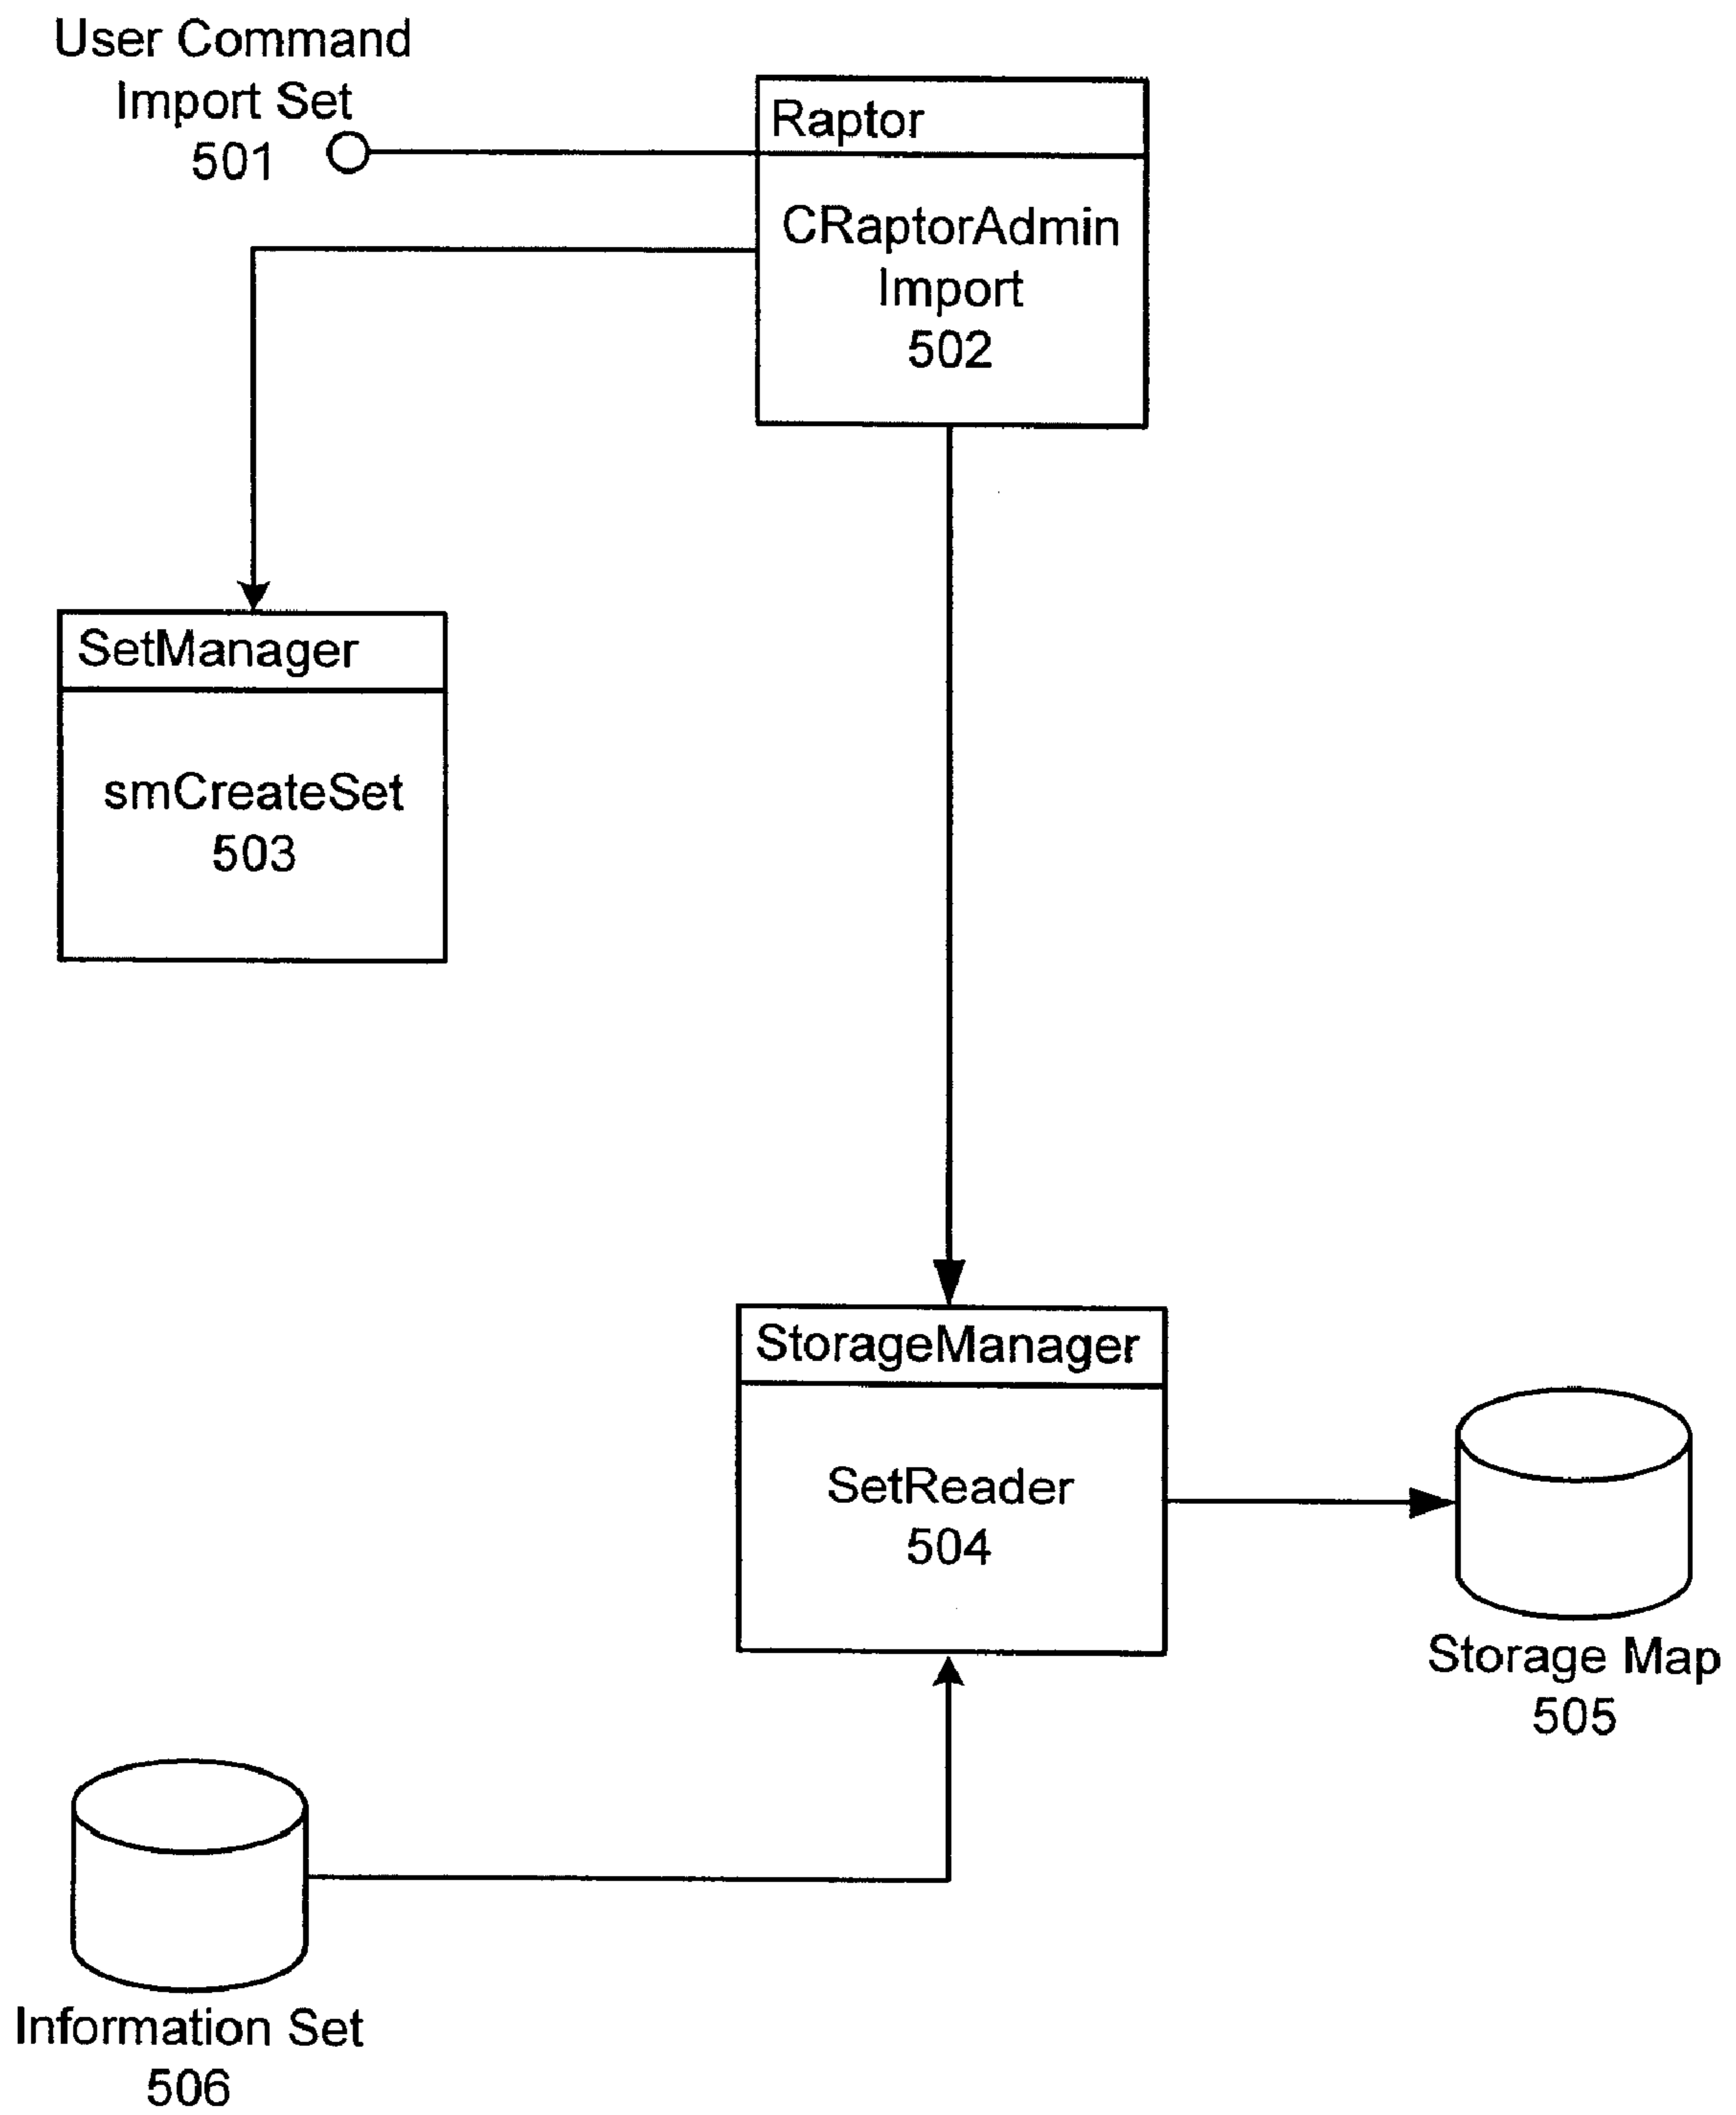 User Command
Import Set
501
Raptor
CRaptorAdmin
Import
502
SetManager
smCreateSet
503
StorageManager
SetReader
504
Storage Map
505
Information Set
506